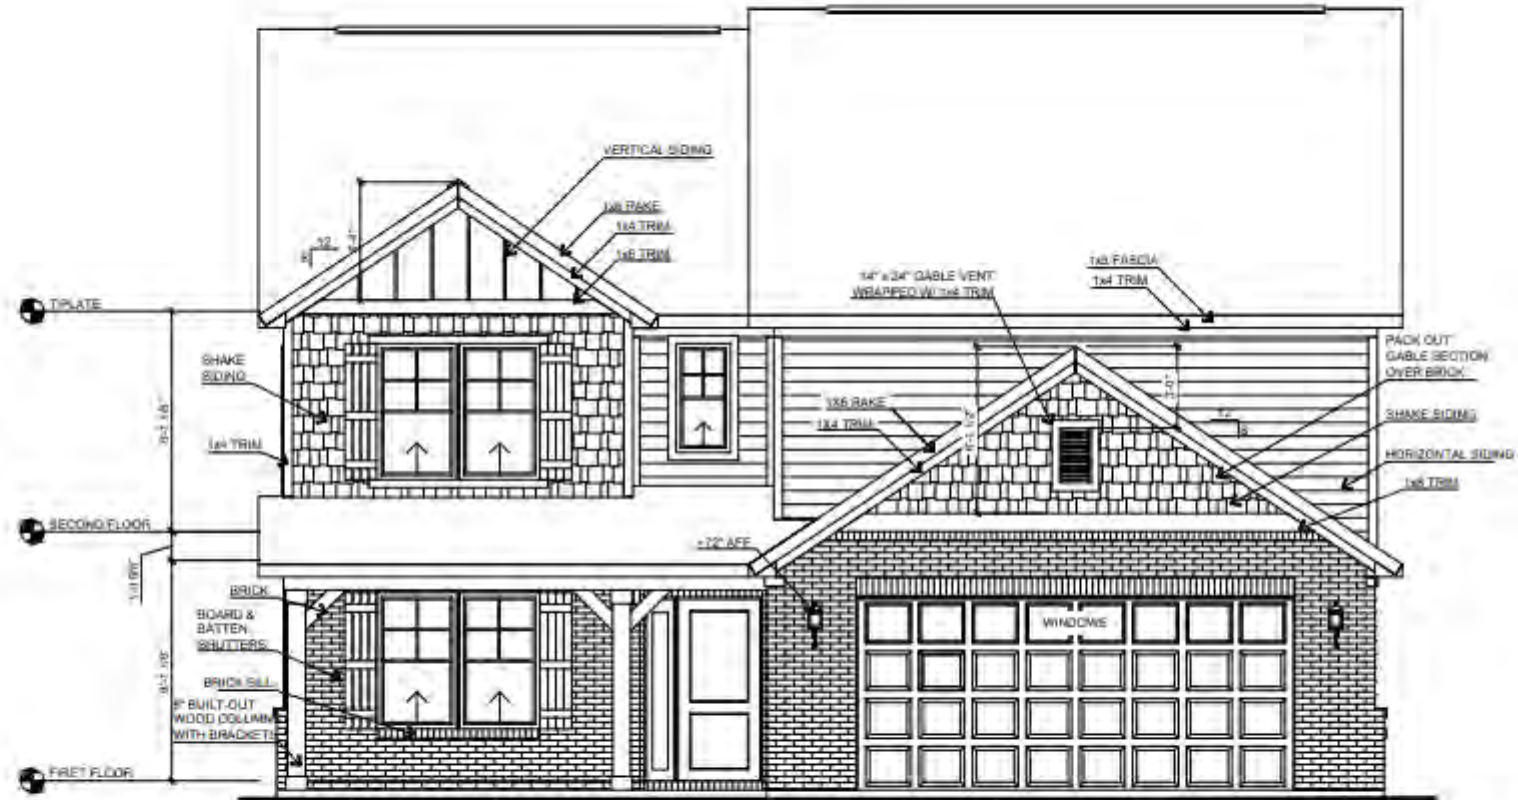 VERTICAL SIDING
1x6 RAKE
1x4 TRIM
1x6 TRIM
12
8
T/PLATE
14" x 24" GABLE VENT
WRAPPED W/ 1x4 TRIM
1x8 FASCIA
1x4 TRIM
SHAKE
SIDING
1x4 TRIM
1X6 RAKE
1X4 TRIM
12
8
PACK OUT
GABLE SECTION
OVER BRICK
SHAKE SIDING
HORIZONTAL SIDING
1x8 TRIM
SECOND FLOOR
+72" AFF
BRICK
BOARD &
BATTEN
SHUTTERS
BRICK SILL
8" BUILT-OUT
WOOD COLUMN
WITH BRACKETS
WINDOWS
FIRST FLOOR